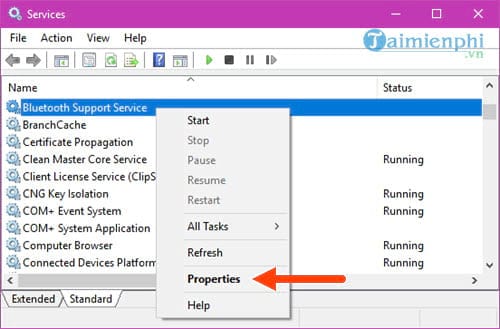 Services
File Action View Help
Taimienphi
.vn
Name Status
Bluetooth Support Service
BranchCache
Certificate Propagation
Clean Master Core Service Running
Client License Service (ClipS
CNG Key Isolation Running
COM+ Event System Running
COM+ System Application
Computer Browser Running
Connected Devices Platform Running
Start
Stop
Pause
Resume
Restart
All Tasks
Refresh
Properties
Help
Extended Standard